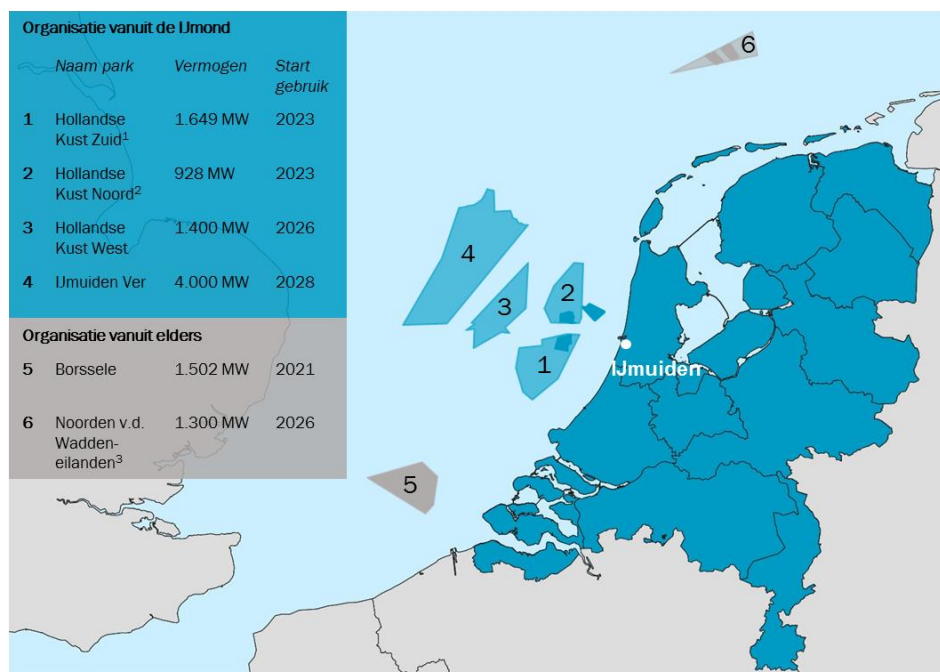 Organisatie vanuit de IJmond
Naam park Vermogen Start
gebruik
1 Hollandse 1.649 MW 2023
Kust Zuid1
2 Hollandse 928 MW 2023
Kust Noord2
3 Hollandse 1.400 MW 2026
Kust West
4 IJmuiden Ver 4.000 MW 2028
Organisatie vanuit elders
5 Borssele 1.502 MW 2021
6 Noorden v.d. 1.300 MW 2026
Wadden-
eilanden3
6
4
3
2
1
IJmuiden
5